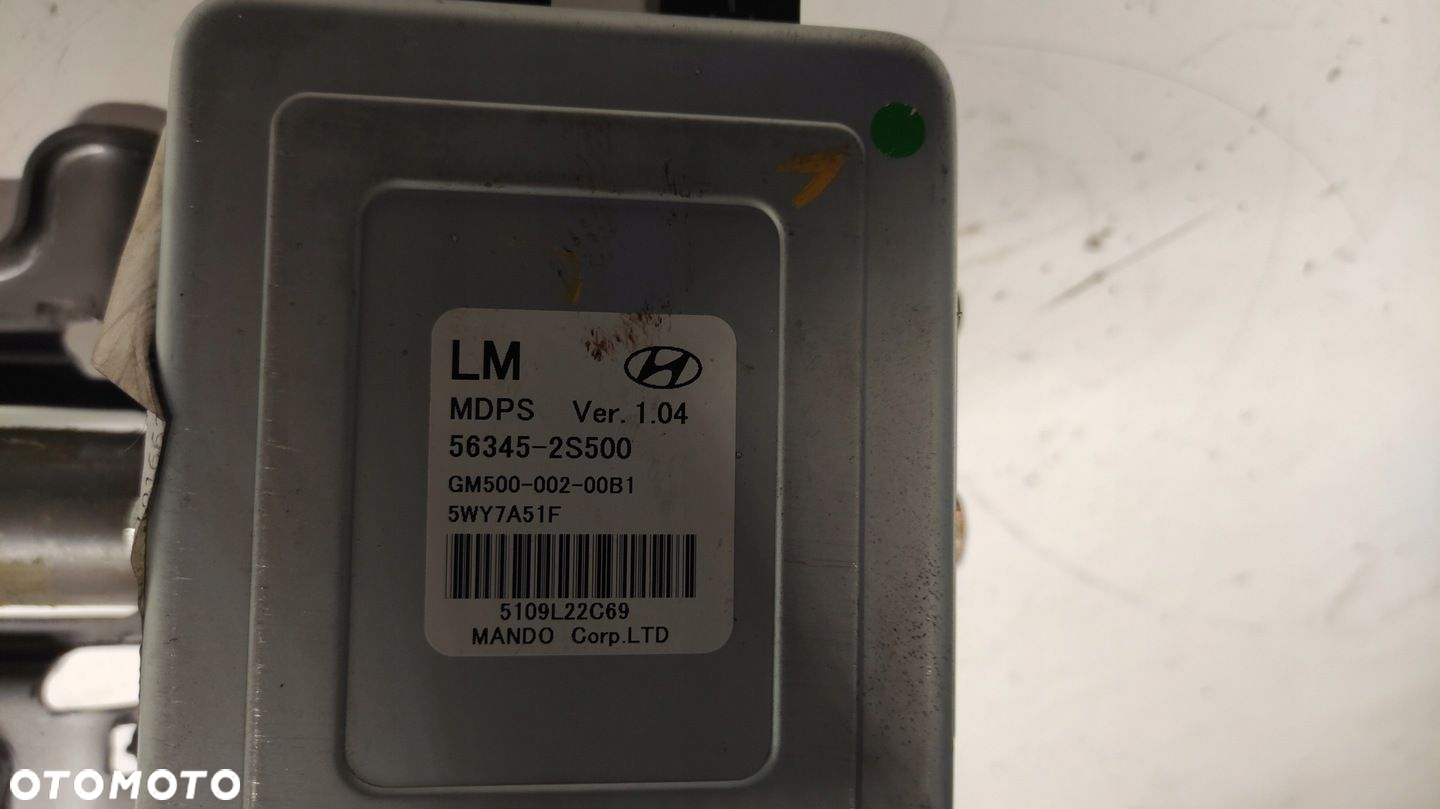 LM
MDPS Ver. 1.04
56345-2S500
GM500-002-00B1
5WY7A51F
5109L22C69
MANDO Corp.LTD
OTOMOTO